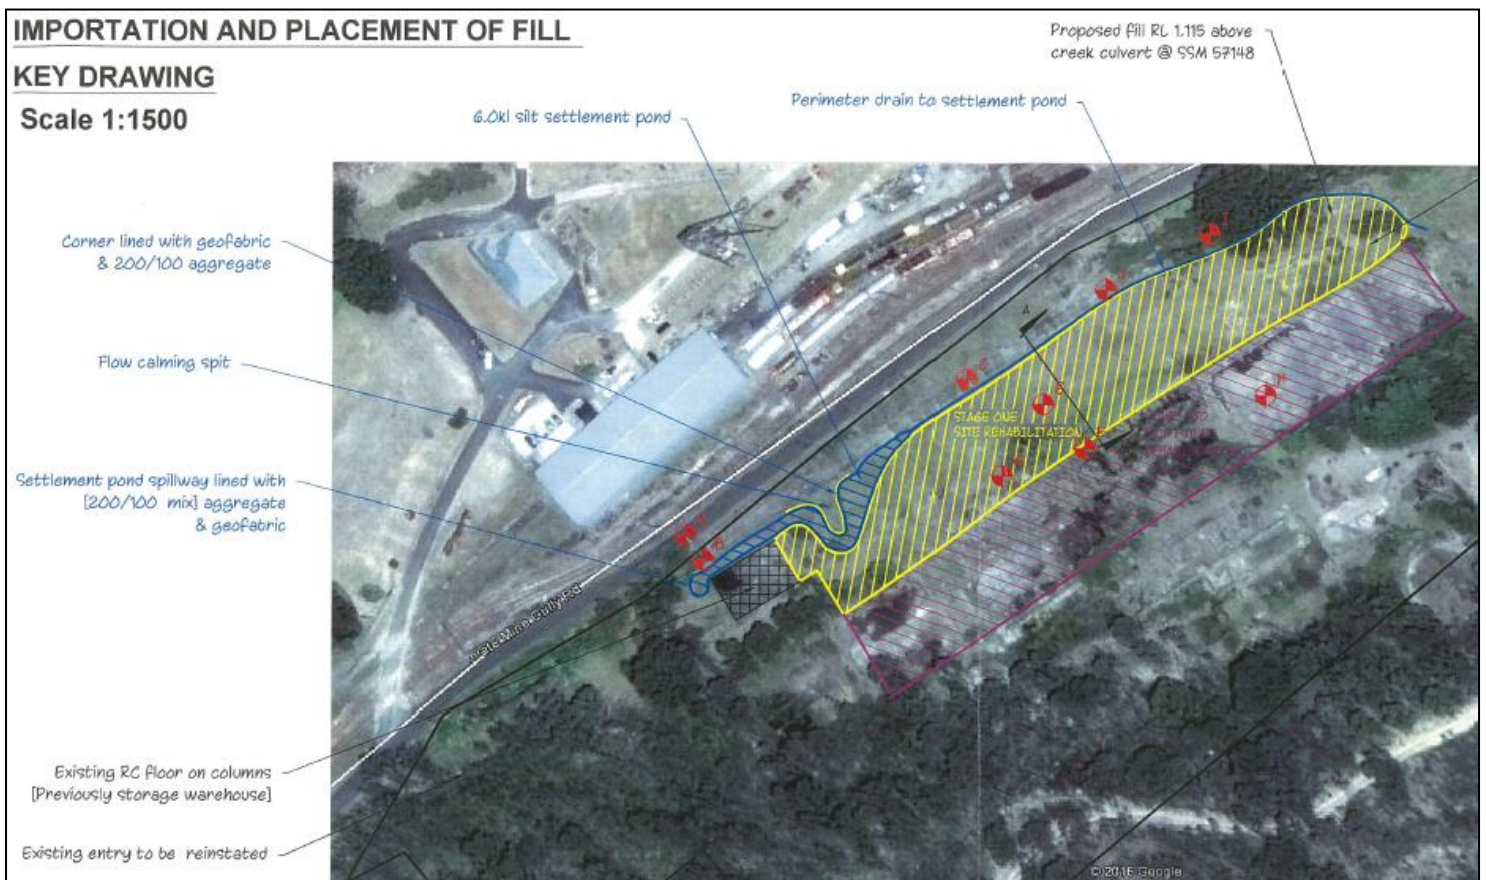 IMPORTATION AND PLACEMENT OF FILL
KEY DRAWING
Scale 1:1500
Proposed fill RL 1.115 above
creek culvert @ SSM 57148
Perimeter drain to settlement pond
6.0kl silt settlement pond
Corner lined with geofabric
& 200/100 aggregate
Flow calming spit
Settlement pond spillway lined with
[200/100 mix] aggregate
& geofabric
A
STAGE ONE
SITE REHABILITATION
Mine Gully Rd
Existing RC floor on columns
[Previously storage warehouse]
Existing entry to be reinstated
© 2016 Google